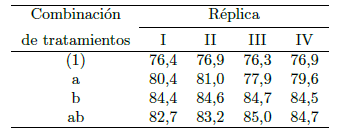 Combinación Réplica
de tratamientos I II III IV
(1) 76,4 76,9 76,3 76,9
a 80,4 81,0 77,9 79,6
b 84,4 84,6 84,7 84,5
ab 82,7 83,2 85,0 84,7